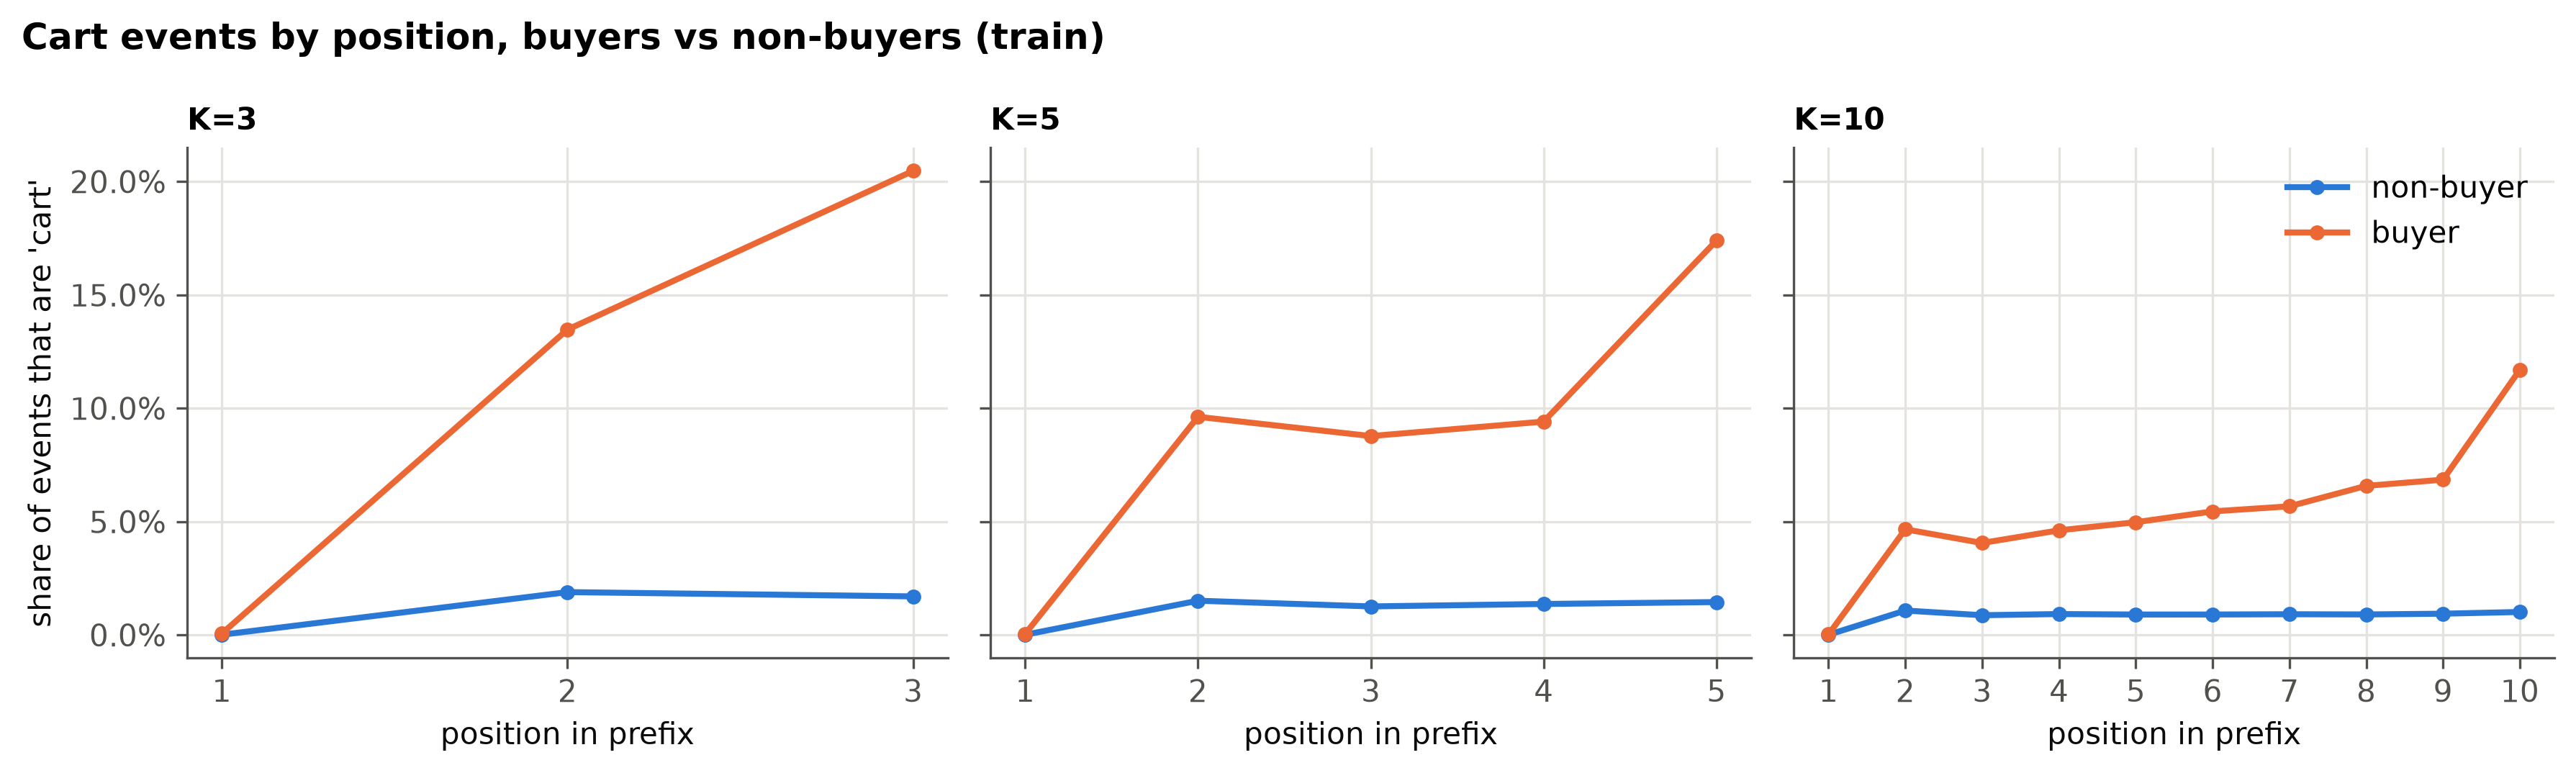 Cart events by position, buyers vs non-buyers (train)
K=3
K=5
K=10
share of events that are 'cart'
20.0%
15.0%
10.0%
5.0%
0.0%
non-buyer
buyer
1 2 3
1 2 3 4 5
1 2 3 4 5 6 7 8 9 10
position in prefix
position in prefix
position in prefix